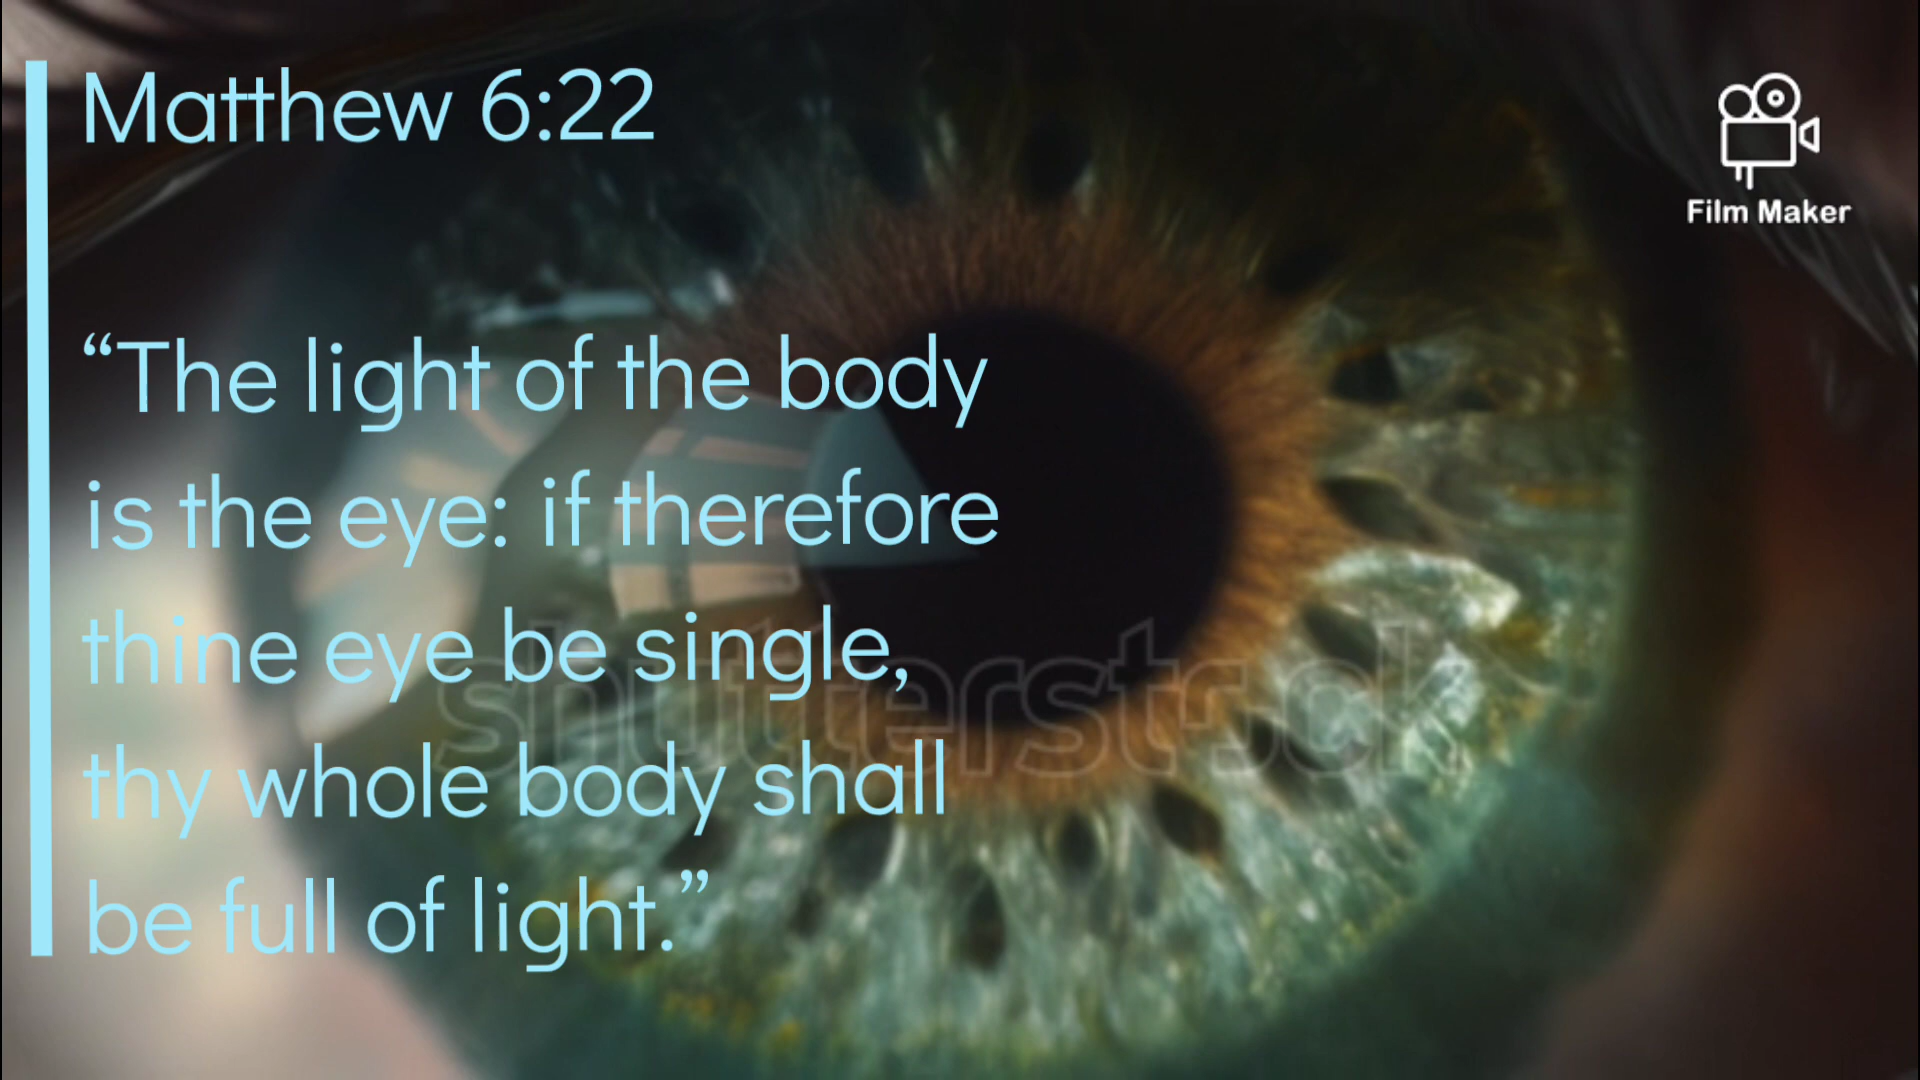 Matthew 6:22
Film Maker
“The light of the body
is the eye: if therefore
thine eye be single,
thy whole body shall
be full of light.”
shutterstock